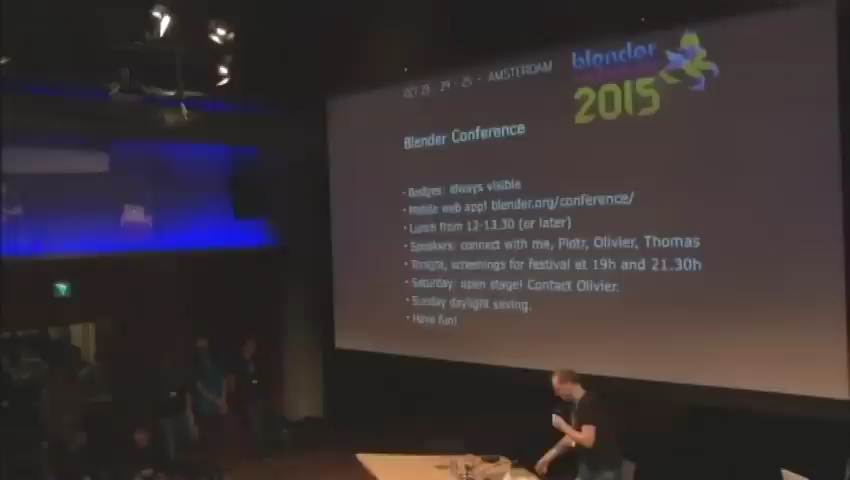 OCT 23 - 24 - 25 - AMSTERDAM
blender
2015
Blender Conference
• Badges: always visible
• Mobile web app! blender.org/conference/
• Lunch from 12-13.30 (or later)
• Speakers: connect with me, Piotr, Olivier, Thomas
• Tonight, screenings for festival at 19h and 21.30h
• Saturday: open stage! Contact Olivier.
• Sunday daylight saving.
• Have fun!